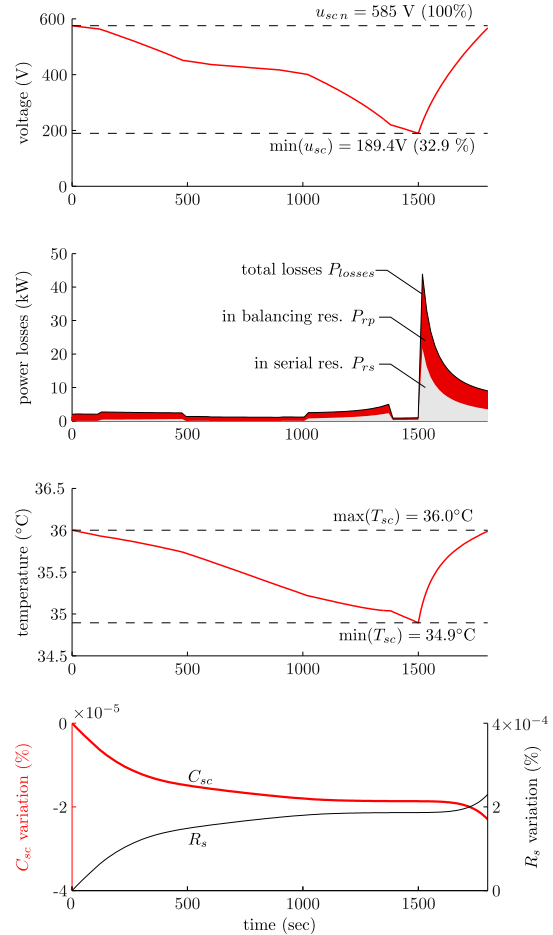 u_{sc n} = 585 V (100%)
600
400
200
0
voltage (V)
min(u_{sc}) = 189.4V (32.9 %)
0 500 1000 1500
50
40
30
20
10
0
power losses (kW)
total losses P_{losses}
in balancing res. P_{rp}
in serial res. P_{rs}
0 500 1000 1500
36.5
36
35.5
35
34.5
temperature (°C)
max(T_{sc}) = 36.0°C
min(T_{sc}) = 34.9°C
0 500 1000 1500
×10^{-5}
0
-2
-4
C_{sc} variation (%)
C_{sc}
R_s
4×10^{-4}
2
0
R_s variation (%)
0 500 1000 1500
time (sec)